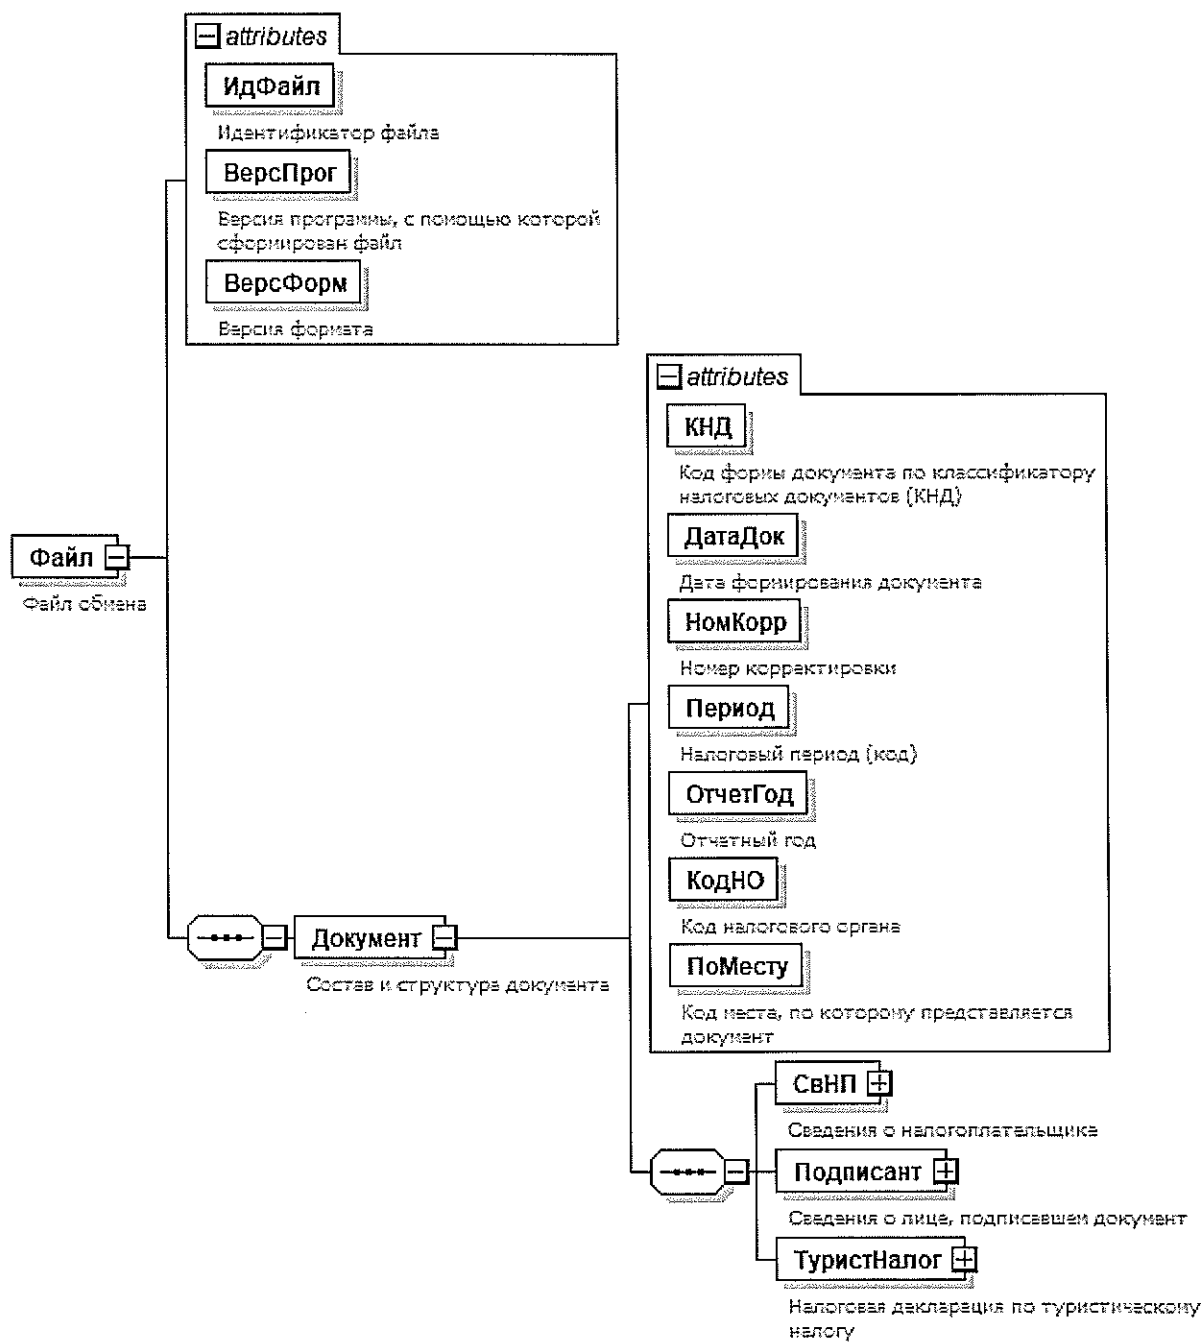 attributes
ИдФайл
Идентификатор файла
ВерсПрог
Версия программы, с помощью которой
сформирован файл
ВерсФорм
Версия формата
attributes
КНД
Код формы документа по классификатору
налоговых документов (КНД)
ДатаДок
Дата формирования документа
НомКорр
Номер корректировки
Период
Налоговый период (код)
ОтчетГод
Отчетный год
КодНО
Код налогового органа
ПоМесту
Код места, по которому представляется
документ
Файл
Файл обмена
Документ
Состав и структура документа
СвНП
Сведения о налогоплательщике
Подписант
Сведения о лице, подписавшем документ
ТуристНалог
Налоговая декларация по туристическому
налогу